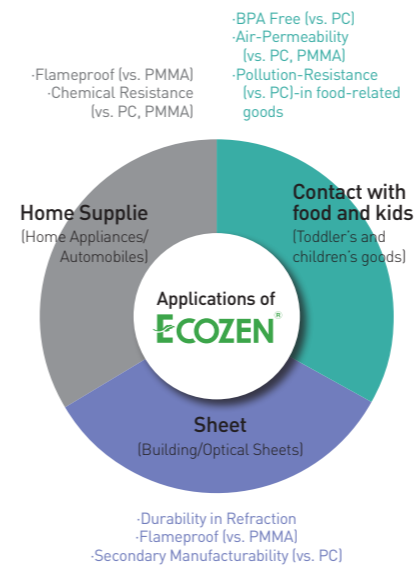 ·BPA Free (vs. PC)
·Air-Permeability
(vs. PC, PMMA)
·Pollution-Resistance
(vs. PC)-in food-related
goods
·Flameproof (vs. PMMA)
·Chemical Resistance
(vs. PC, PMMA)
Home Supplie
(Home Appliances/
Automobiles)
Contact with
food and kids
(Toddler's and
children's goods)
Applications of
ECOZEN®
Sheet
(Building/Optical Sheets)
·Durability in Refraction
·Flameproof (vs. PMMA)
·Secondary Manufacturability (vs. PC)